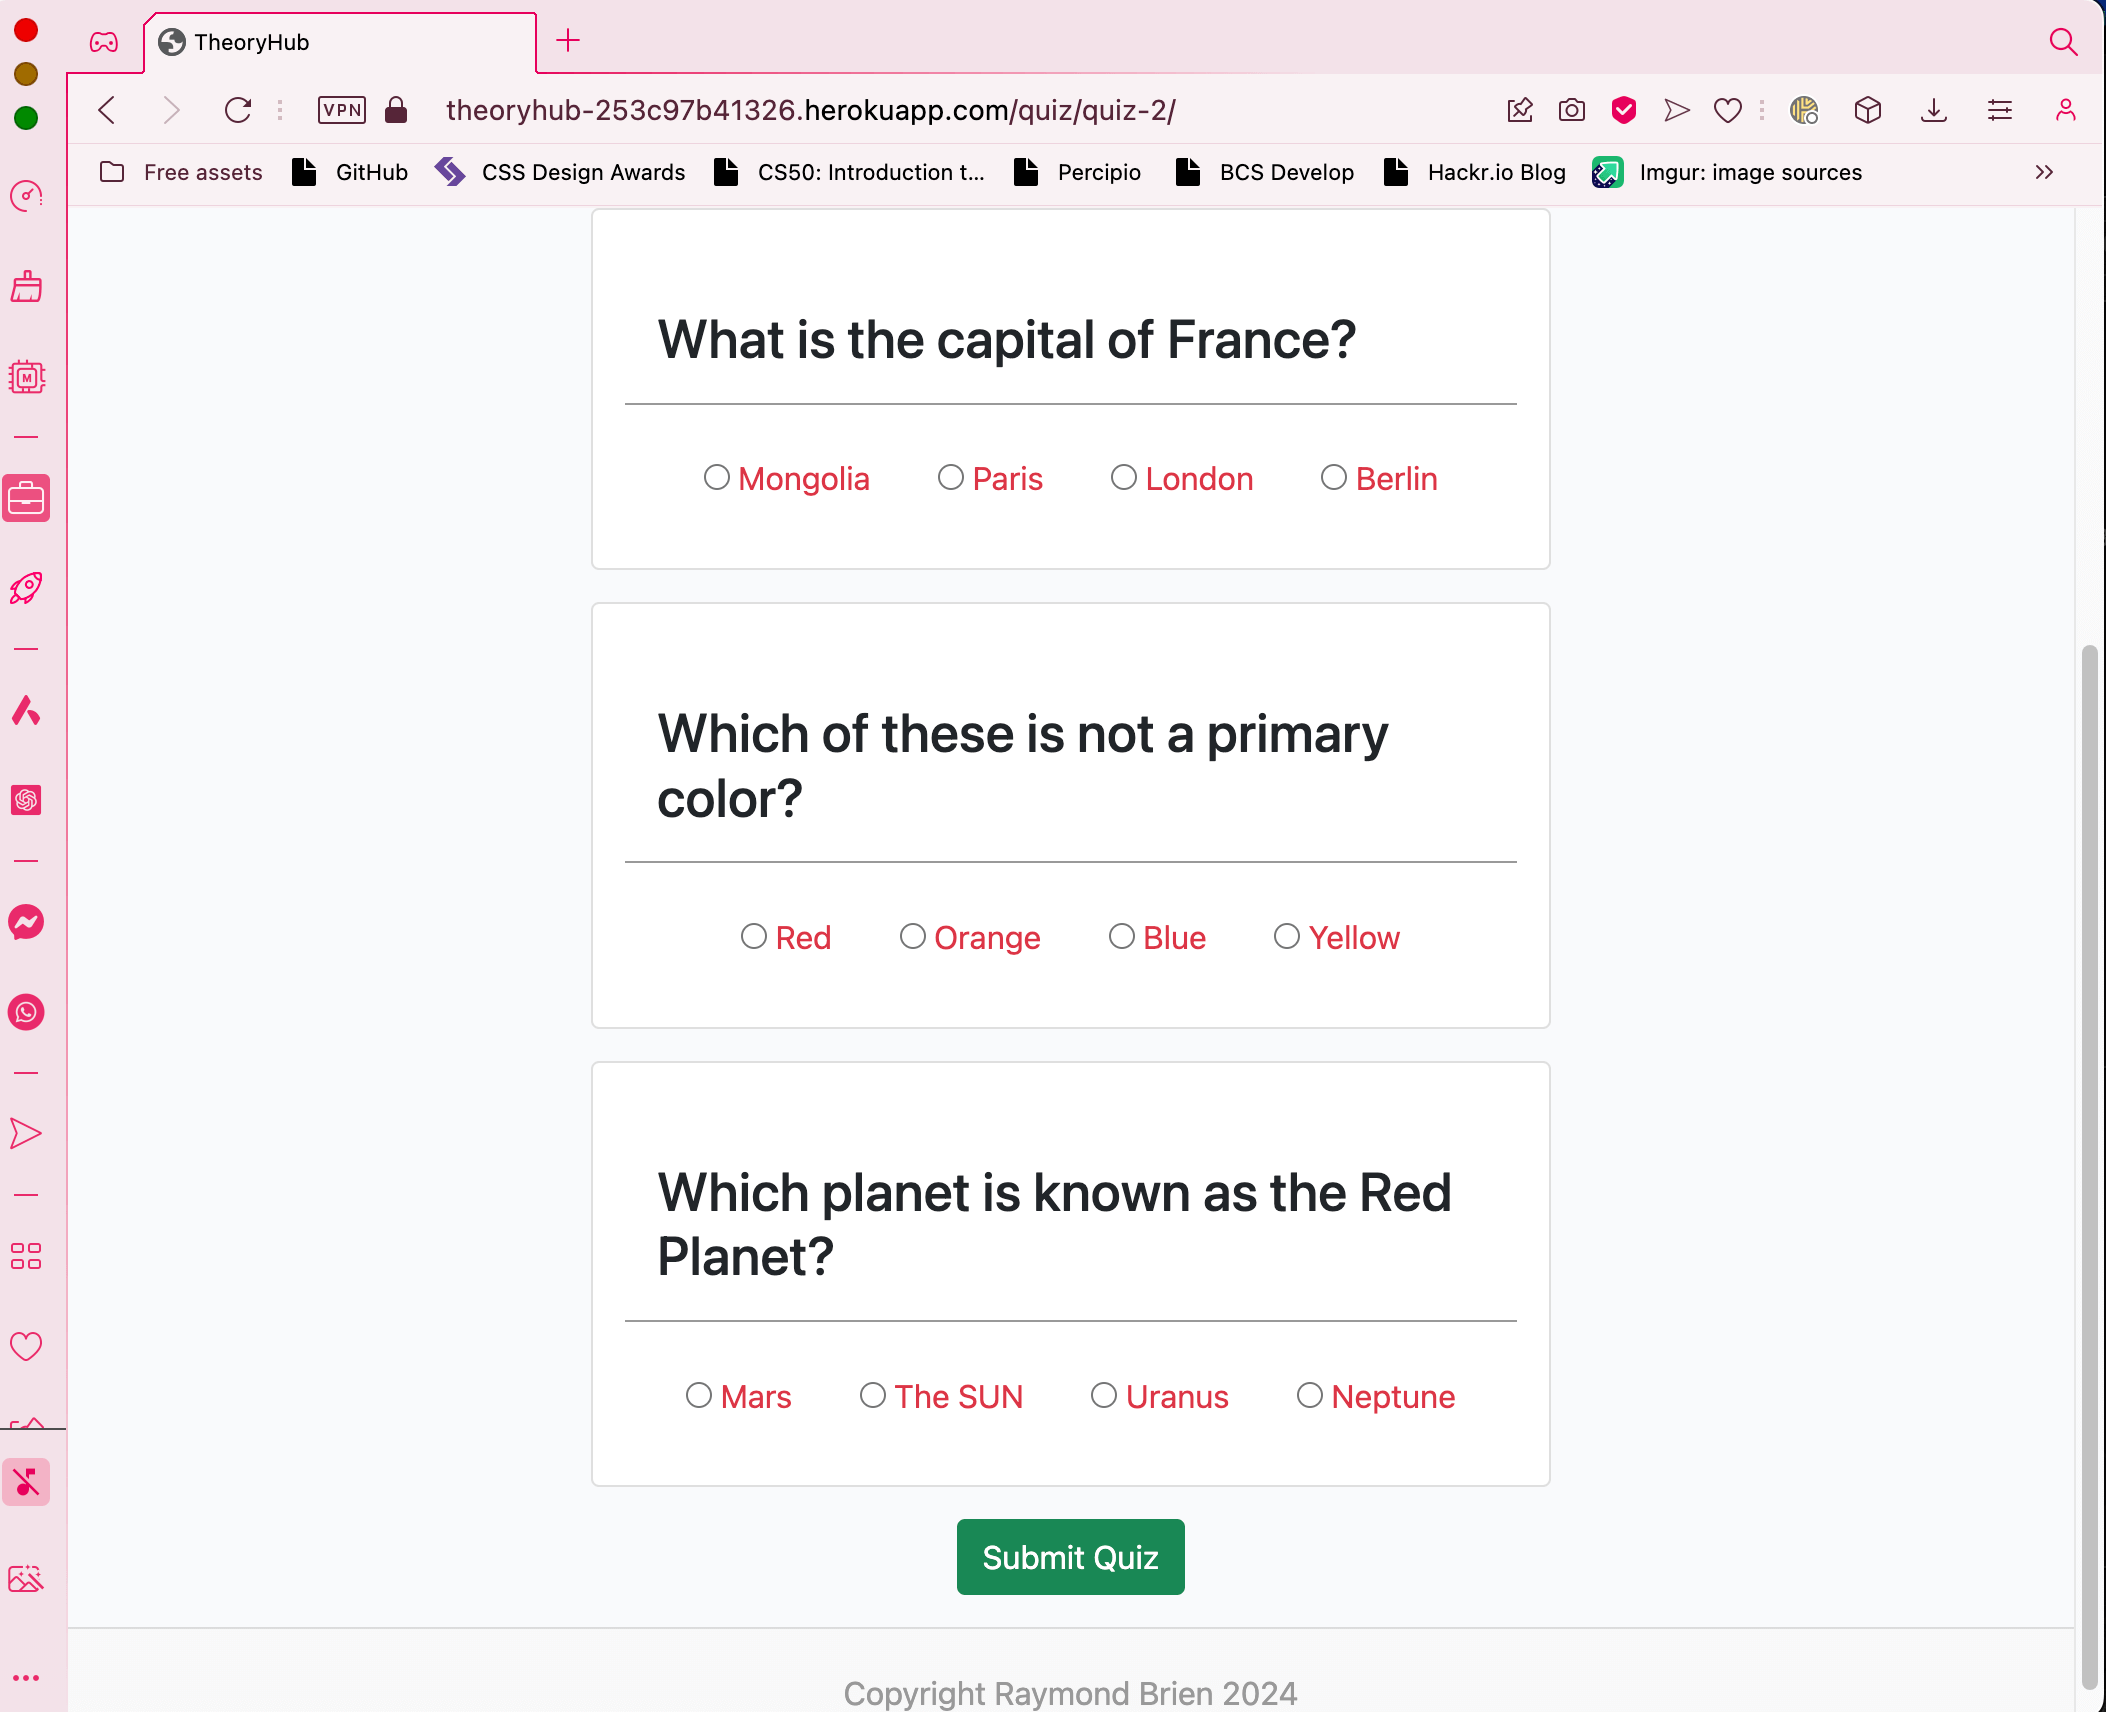 TheoryHub
VPN theoryhub-253c97b41326.herokuapp.com/quiz/quiz-2/
Free assets GitHub CSS Design Awards CS50: Introduction t... Percipio BCS Develop Hackr.io Blog Imgur: image sources
M
What is the capital of France?
Mongolia Paris London Berlin
Which of these is not a primary
color?
Red Orange Blue Yellow
Which planet is known as the Red
Planet?
Mars The SUN Uranus Neptune
Submit Quiz
Copyright Raymond Brien 2024